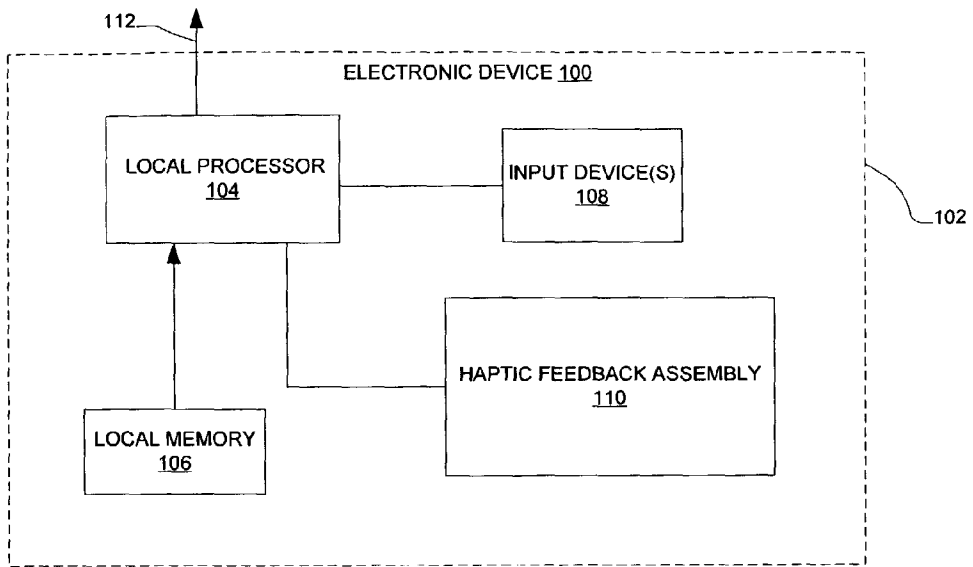 112
ELECTRONIC DEVICE 100
LOCAL PROCESSOR
104
INPUT DEVICE(S)
108
102
HAPTIC FEEDBACK ASSEMBLY
110
LOCAL MEMORY
106